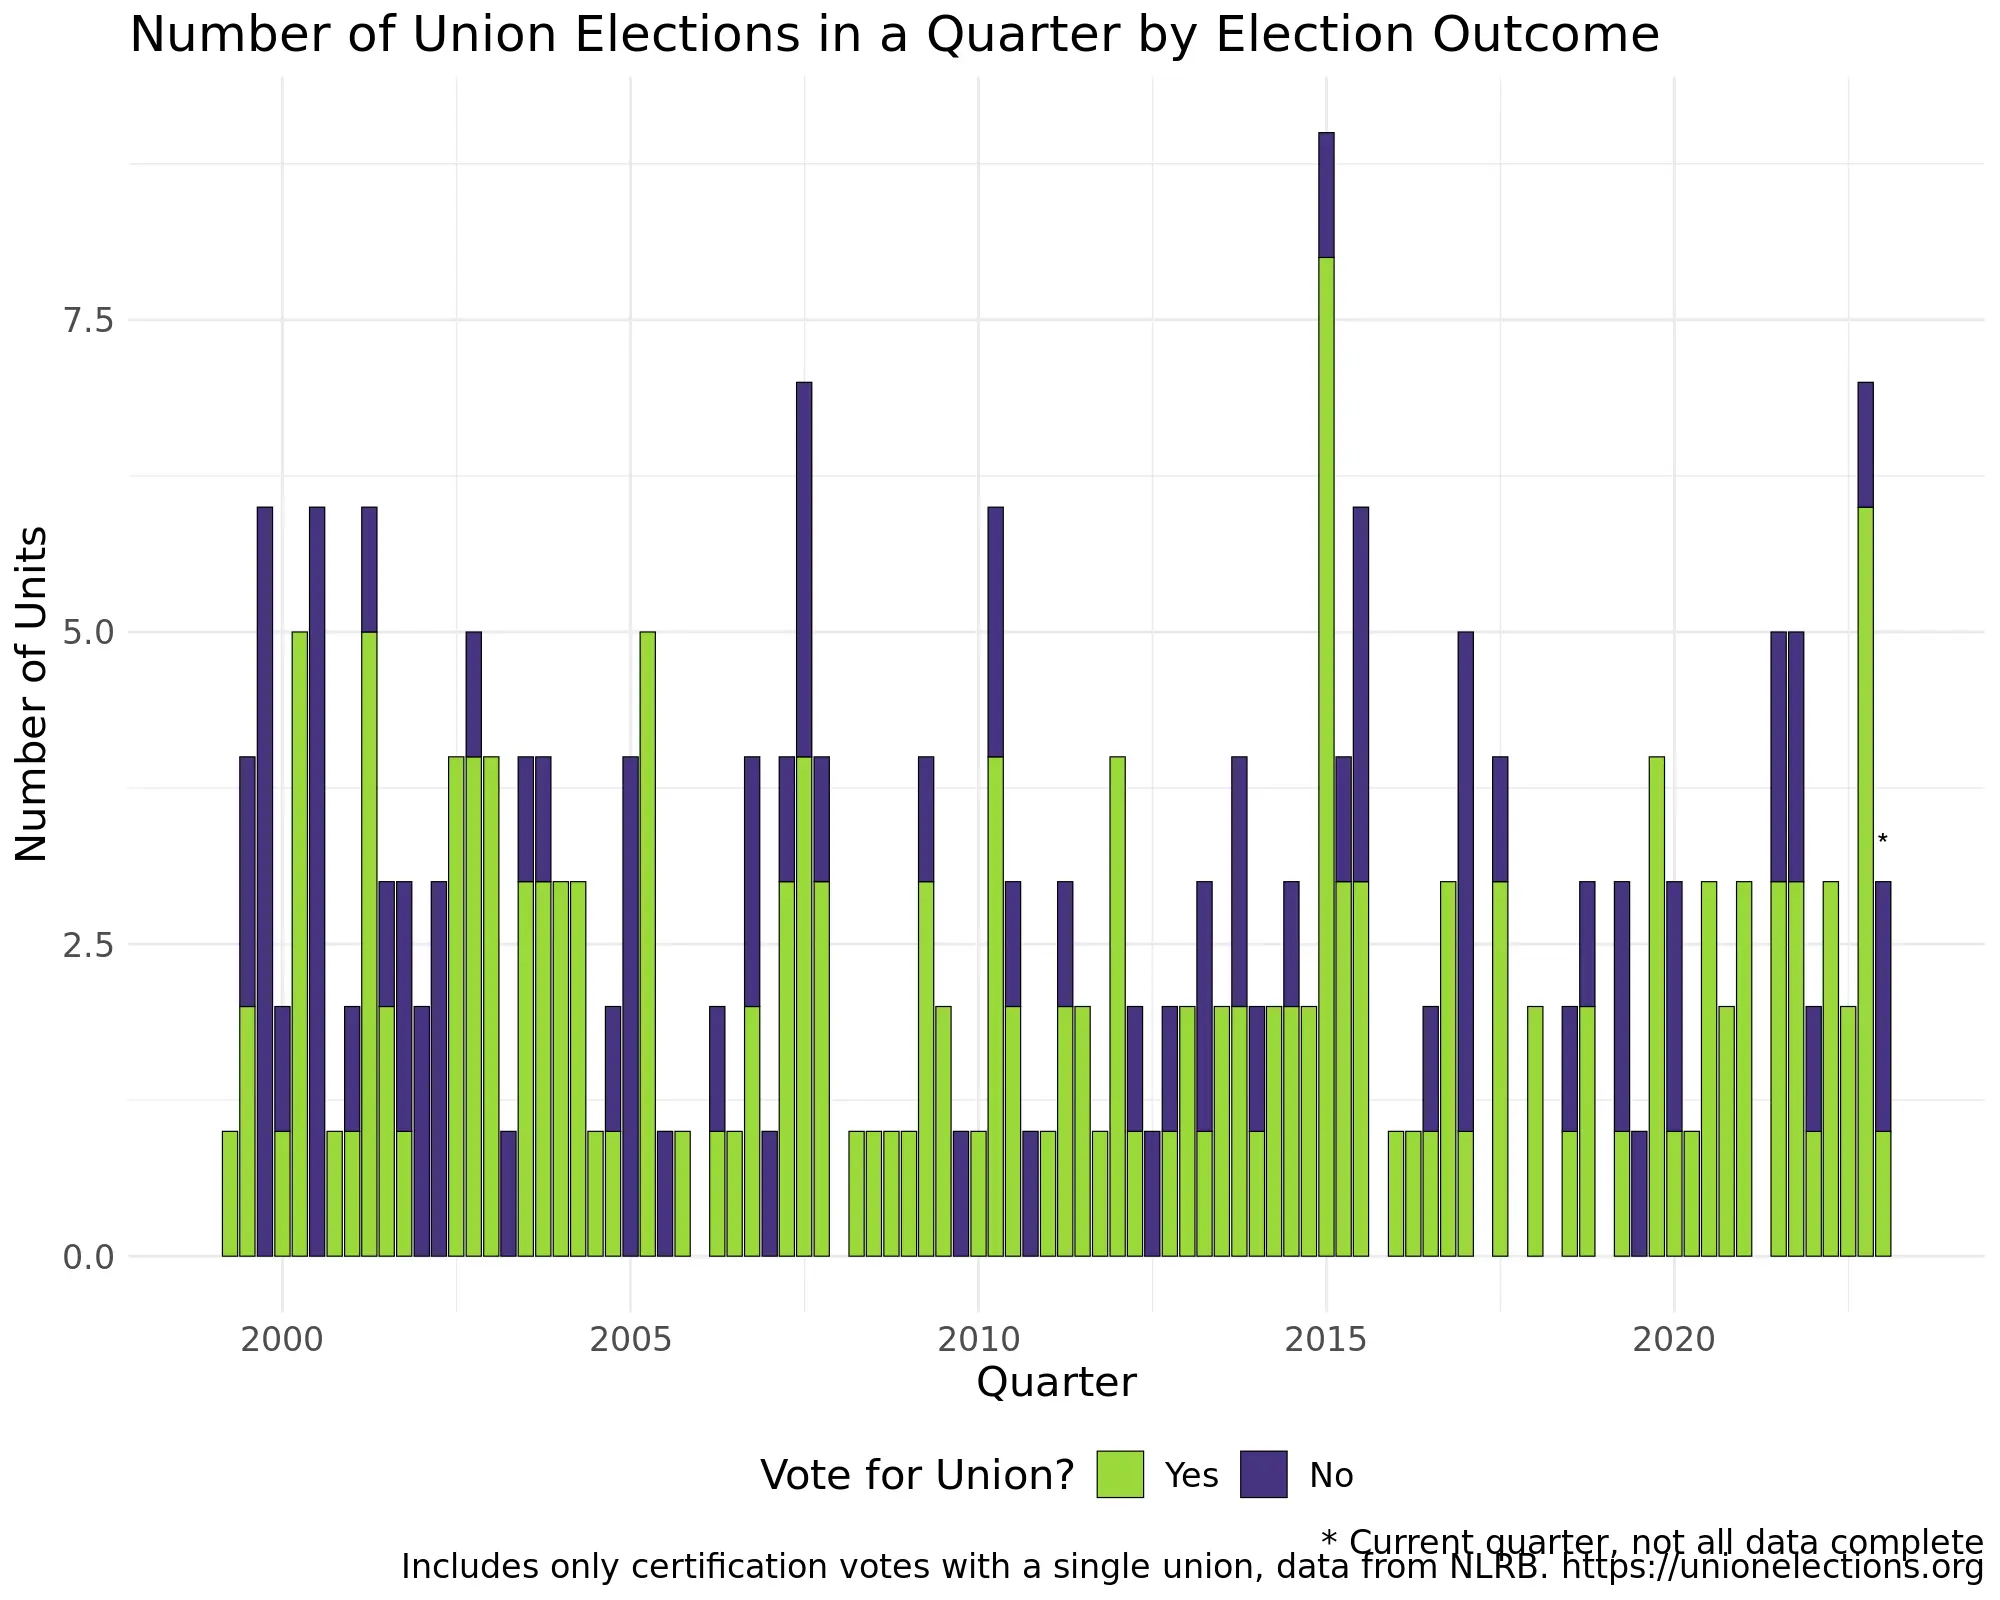 Number of Union Elections in a Quarter by Election Outcome
Number of Units
7.5
5.0
2.5
0.0
*
2000 2005 2010 2015 2020
Quarter
Vote for Union? Yes No
* Current quarter, not all data complete
Includes only certification votes with a single union, data from NLRB. https://unionelections.org